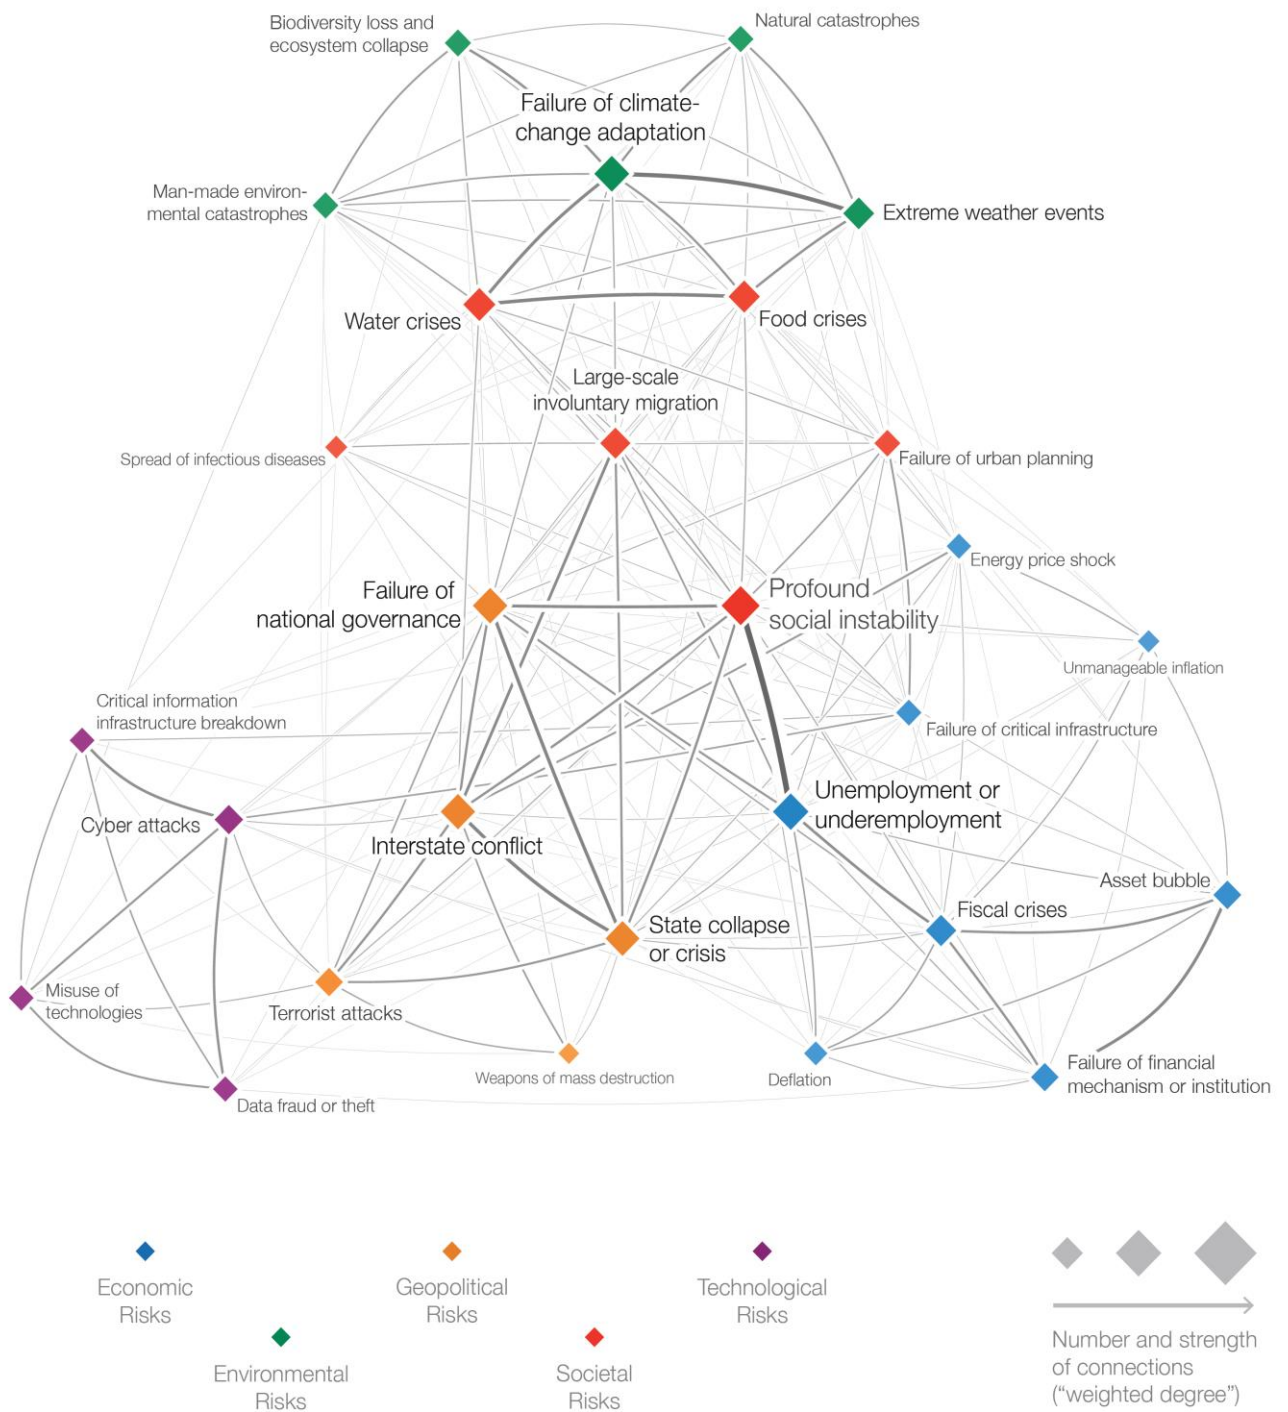 Biodiversity loss and
ecosystem collapse
Natural catastrophes
Failure of climate-
change adaptation
Man-made environ-
mental catastrophes
Extreme weather events
Water crises
Food crises
Large-scale
involuntary migration
Spread of infectious diseases
Failure of urban planning
Energy price shock
Failure of
national governance
Profound
social instability
Unmanageable inflation
Critical information
infrastructure breakdown
Failure of critical infrastructure
Cyber attacks
Interstate conflict
Unemployment or
underemployment
Asset bubble
Fiscal crises
State collapse
or crisis
Misuse of
technologies
Terrorist attacks
Weapons of mass destruction
Deflation
Failure of financial
mechanism or institution
Data fraud or theft
Economic
Risks
Geopolitical
Risks
Technological
Risks
Environmental
Risks
Societal
Risks
Number and strength
of connections
(“weighted degree”)